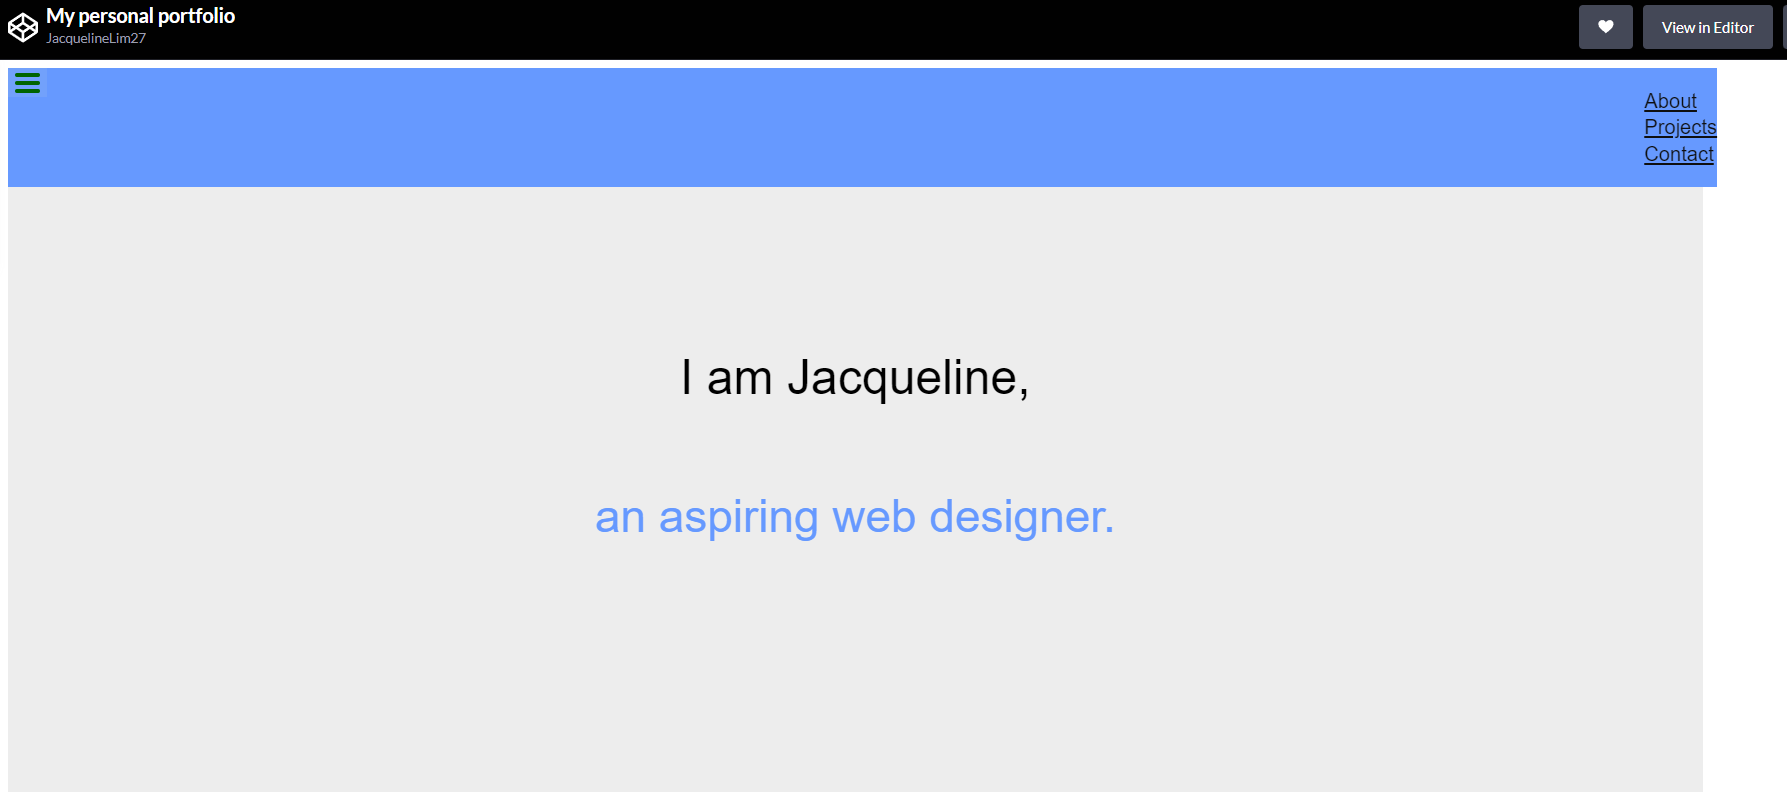 My personal portfolio
JacquelineLim27
View in Editor
About
Projects
Contact
I am Jacqueline,
an aspiring web designer.